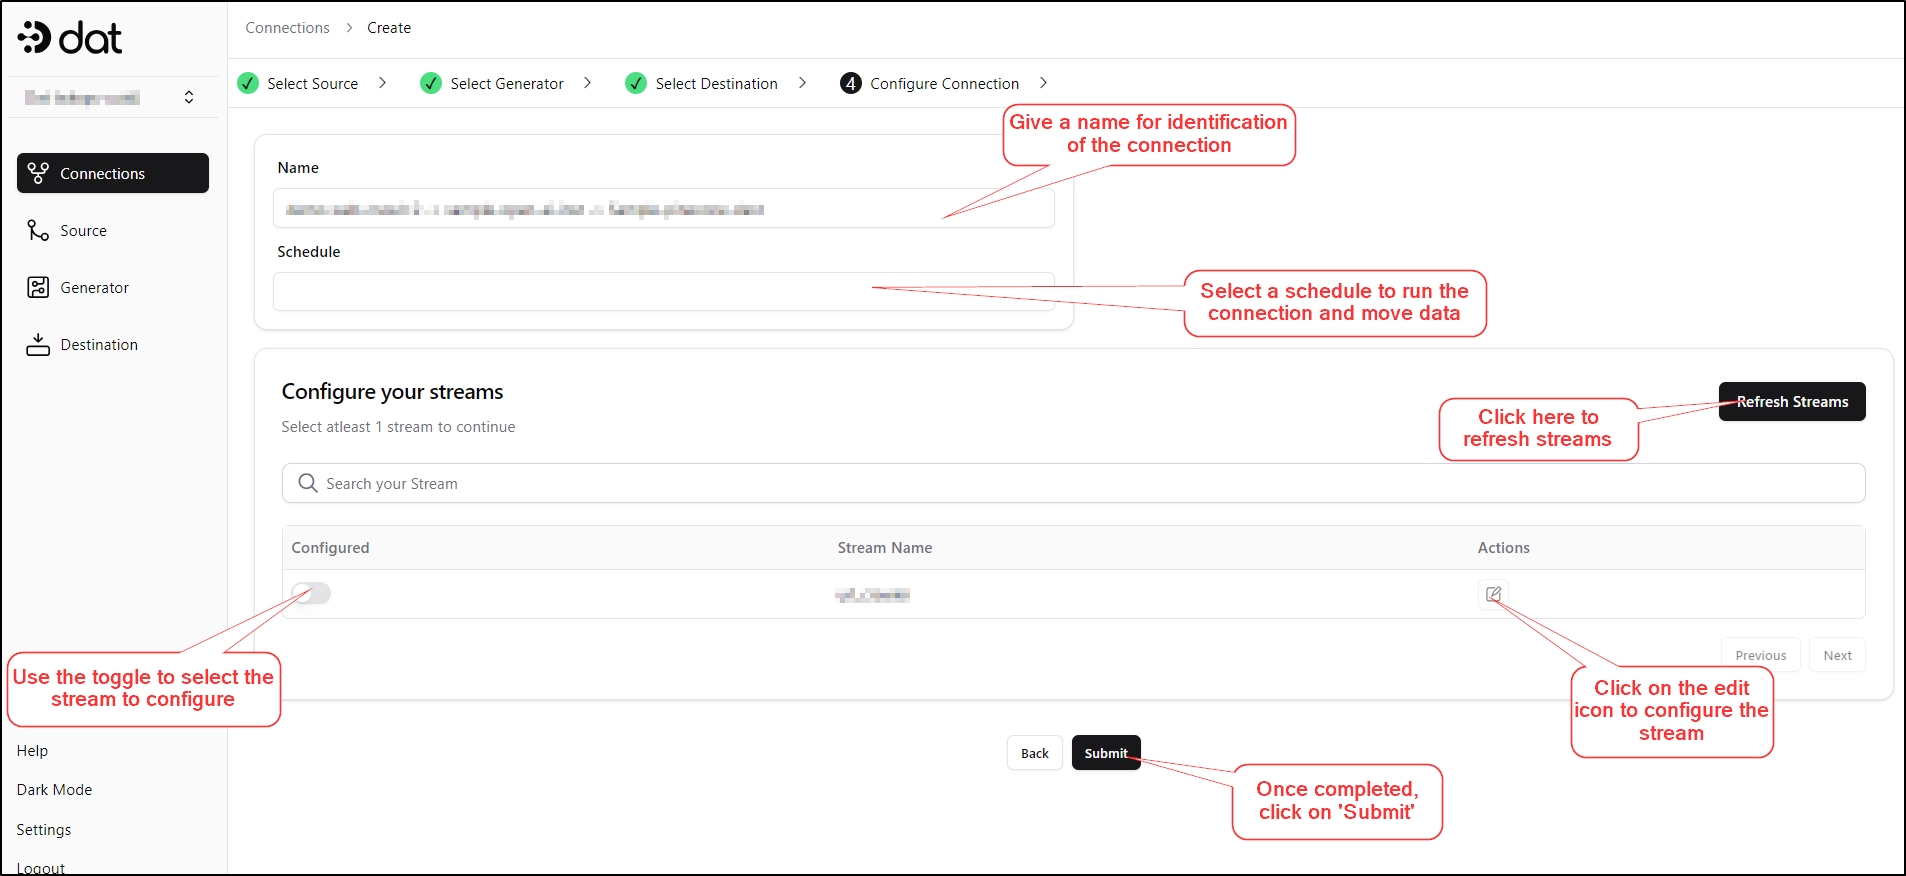 dat
Connections > Create
Select Source > Select Generator > Select Destination > 4 Configure Connection >
Give a name for identification
of the connection
Connections
Name
Source
Schedule
Generator
Select a schedule to run the
connection and move data
Destination
Configure your streams
Refresh Streams
Click here to
refresh streams
Select atleast 1 stream to continue
Search your Stream
Configured Stream Name Actions
Previous Next
Use the toggle to select the
stream to configure
Click on the edit
icon to configure the
stream
Help
Back Submit
Dark Mode
Once completed,
click on 'Submit'
Settings
Logout